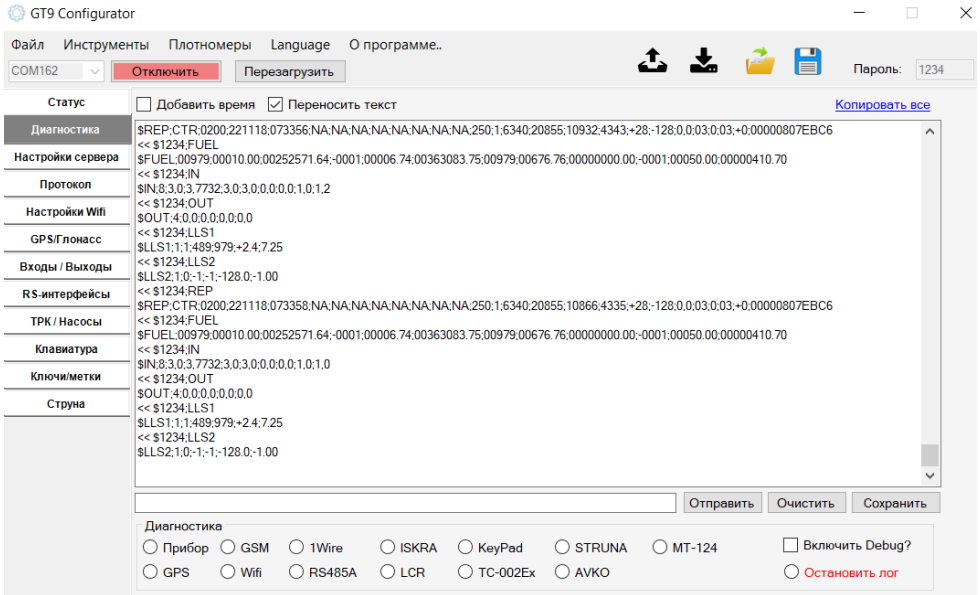 GT9 Configurator
Файл Инструменты Плотномеры Language О программе..
COM162 Отключить Перезагрузить Пароль: 1234
Статус
Диагностика
Настройки сервера
Протокол
Настройки Wifi
GPS/Глонасс
Входы / Выходы
RS-интерфейсы
ТРК / Насосы
Клавиатура
Ключи/метки
Струна
Добавить время Переносить текст Копировать все
$REP;CTR;0200;221118;073356;NA;NA;NA;NA;NA;NA;NA;NA;250;1;6340;20855;10932;4343;+28;-128;0,0;03;0;03;+0;00000807EBC6
<< $1234;FUEL
$FUEL;00979;00010.00;00252571.64;-0001;00006.74;00363083.75;00979;00676.76;00000000.00;-0001;00050.00;00000410.70
<< $1234;IN
$IN;8;3,0;3,7732;3,0;3,0;0,0;0,0;1,0;1,2
<< $1234;OUT
$OUT;4;0,0;0,0;0,0;0,0
<< $1234;LLS1
$LLS1;1;1;489;979;+2.4;7.25
<< $1234;LLS2
$LLS2;1;0;-1;-1;-128.0;-1.00
<< $1234;REP
$REP;CTR;0200;221118;073358;NA;NA;NA;NA;NA;NA;NA;NA;250;1;6340;20855;10866;4335;+28;-128;0,0;03;0;03;+0;00000807EBC6
<< $1234;FUEL
$FUEL;00979;00010.00;00252571.64;-0001;00006.74;00363083.75;00979;00676.76;00000000.00;-0001;00050.00;00000410.70
<< $1234;IN
$IN;8;3,0;3,7732;3,0;3,0;0,0;0,0;1,0;1,0
<< $1234;OUT
$OUT;4;0,0;0,0;0,0;0,0
<< $1234;LLS1
$LLS1;1;1;489;979;+2.4;7.25
<< $1234;LLS2
$LLS2;1;0;-1;-1;-128.0;-1.00
Отправить Очистить Сохранить
Диагностика
Прибор GSM 1Wire ISKRA KeyPad STRUNA MT-124 Включить Debug?
GPS Wifi RS485A LCR TC-002Ex AVKO Остановить лог